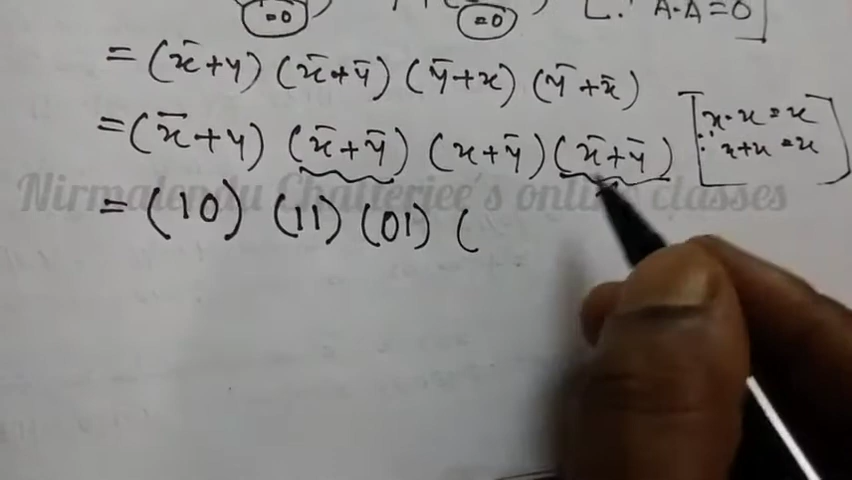 =0 =0 [∵ A·A=0]
= (x̄+y) (x̄+ȳ) (ȳ+x) (ȳ+x̄)
= (x̄+y) (x̄+ȳ) (x+ȳ) (x̄+ȳ) [x·x=x
∵ x+x=x]
Nirmalendu Chatterjee's online classes
= (10) (11) (01) (